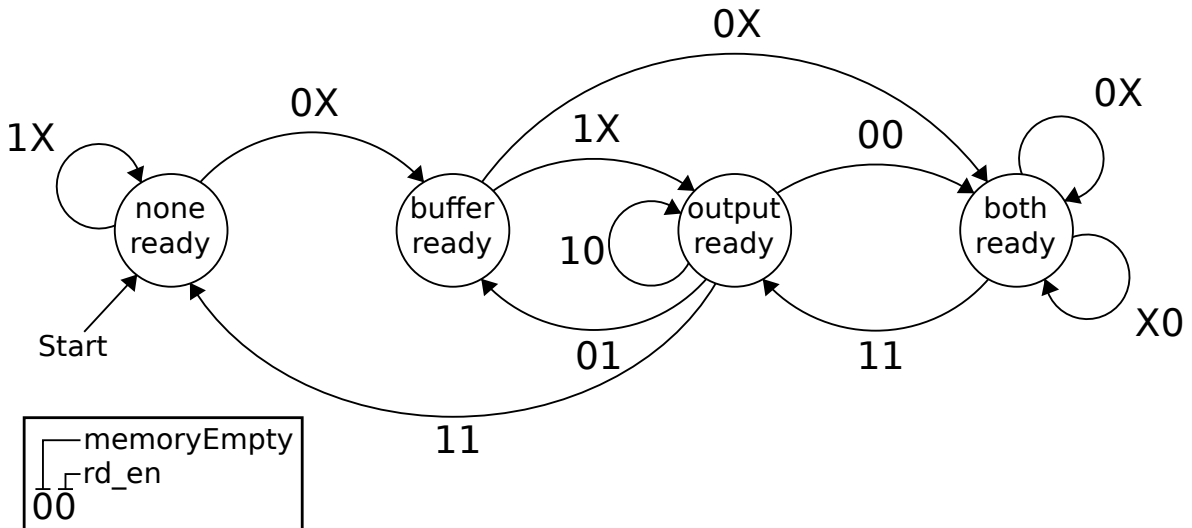 0X
0X
0X
1X
1X
00
none
ready
buffer
ready
output
ready
both
ready
10
Start
01
11
X0
11
memoryEmpty
rd_en
00